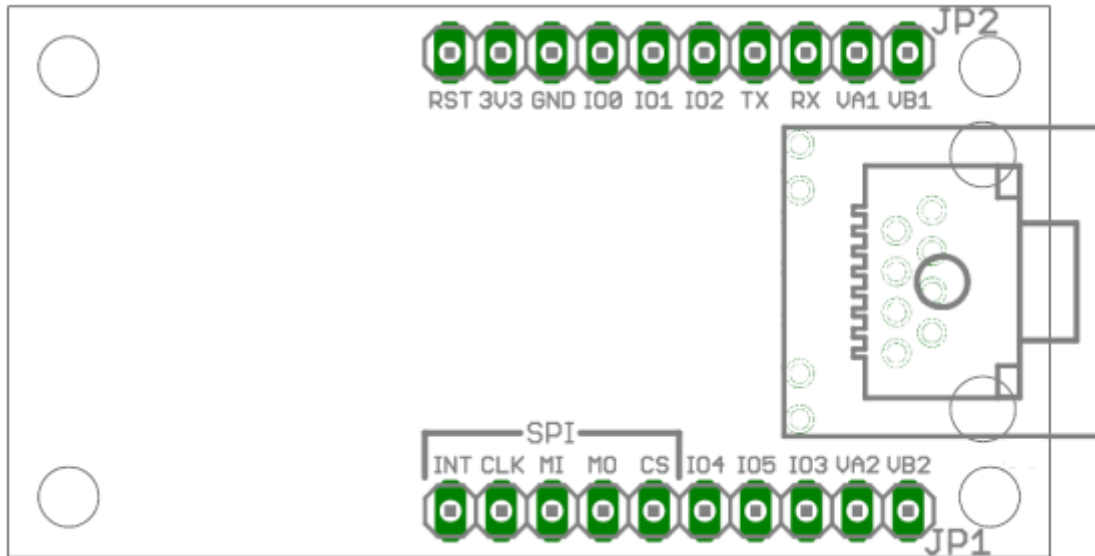 JP2
RST 3V3 GND IO0 IO1 IO2 TX RX VA1 VB1
SPI
INT CLK MI MO CS IO4 IO5 IO3 VA2 VB2
JP1